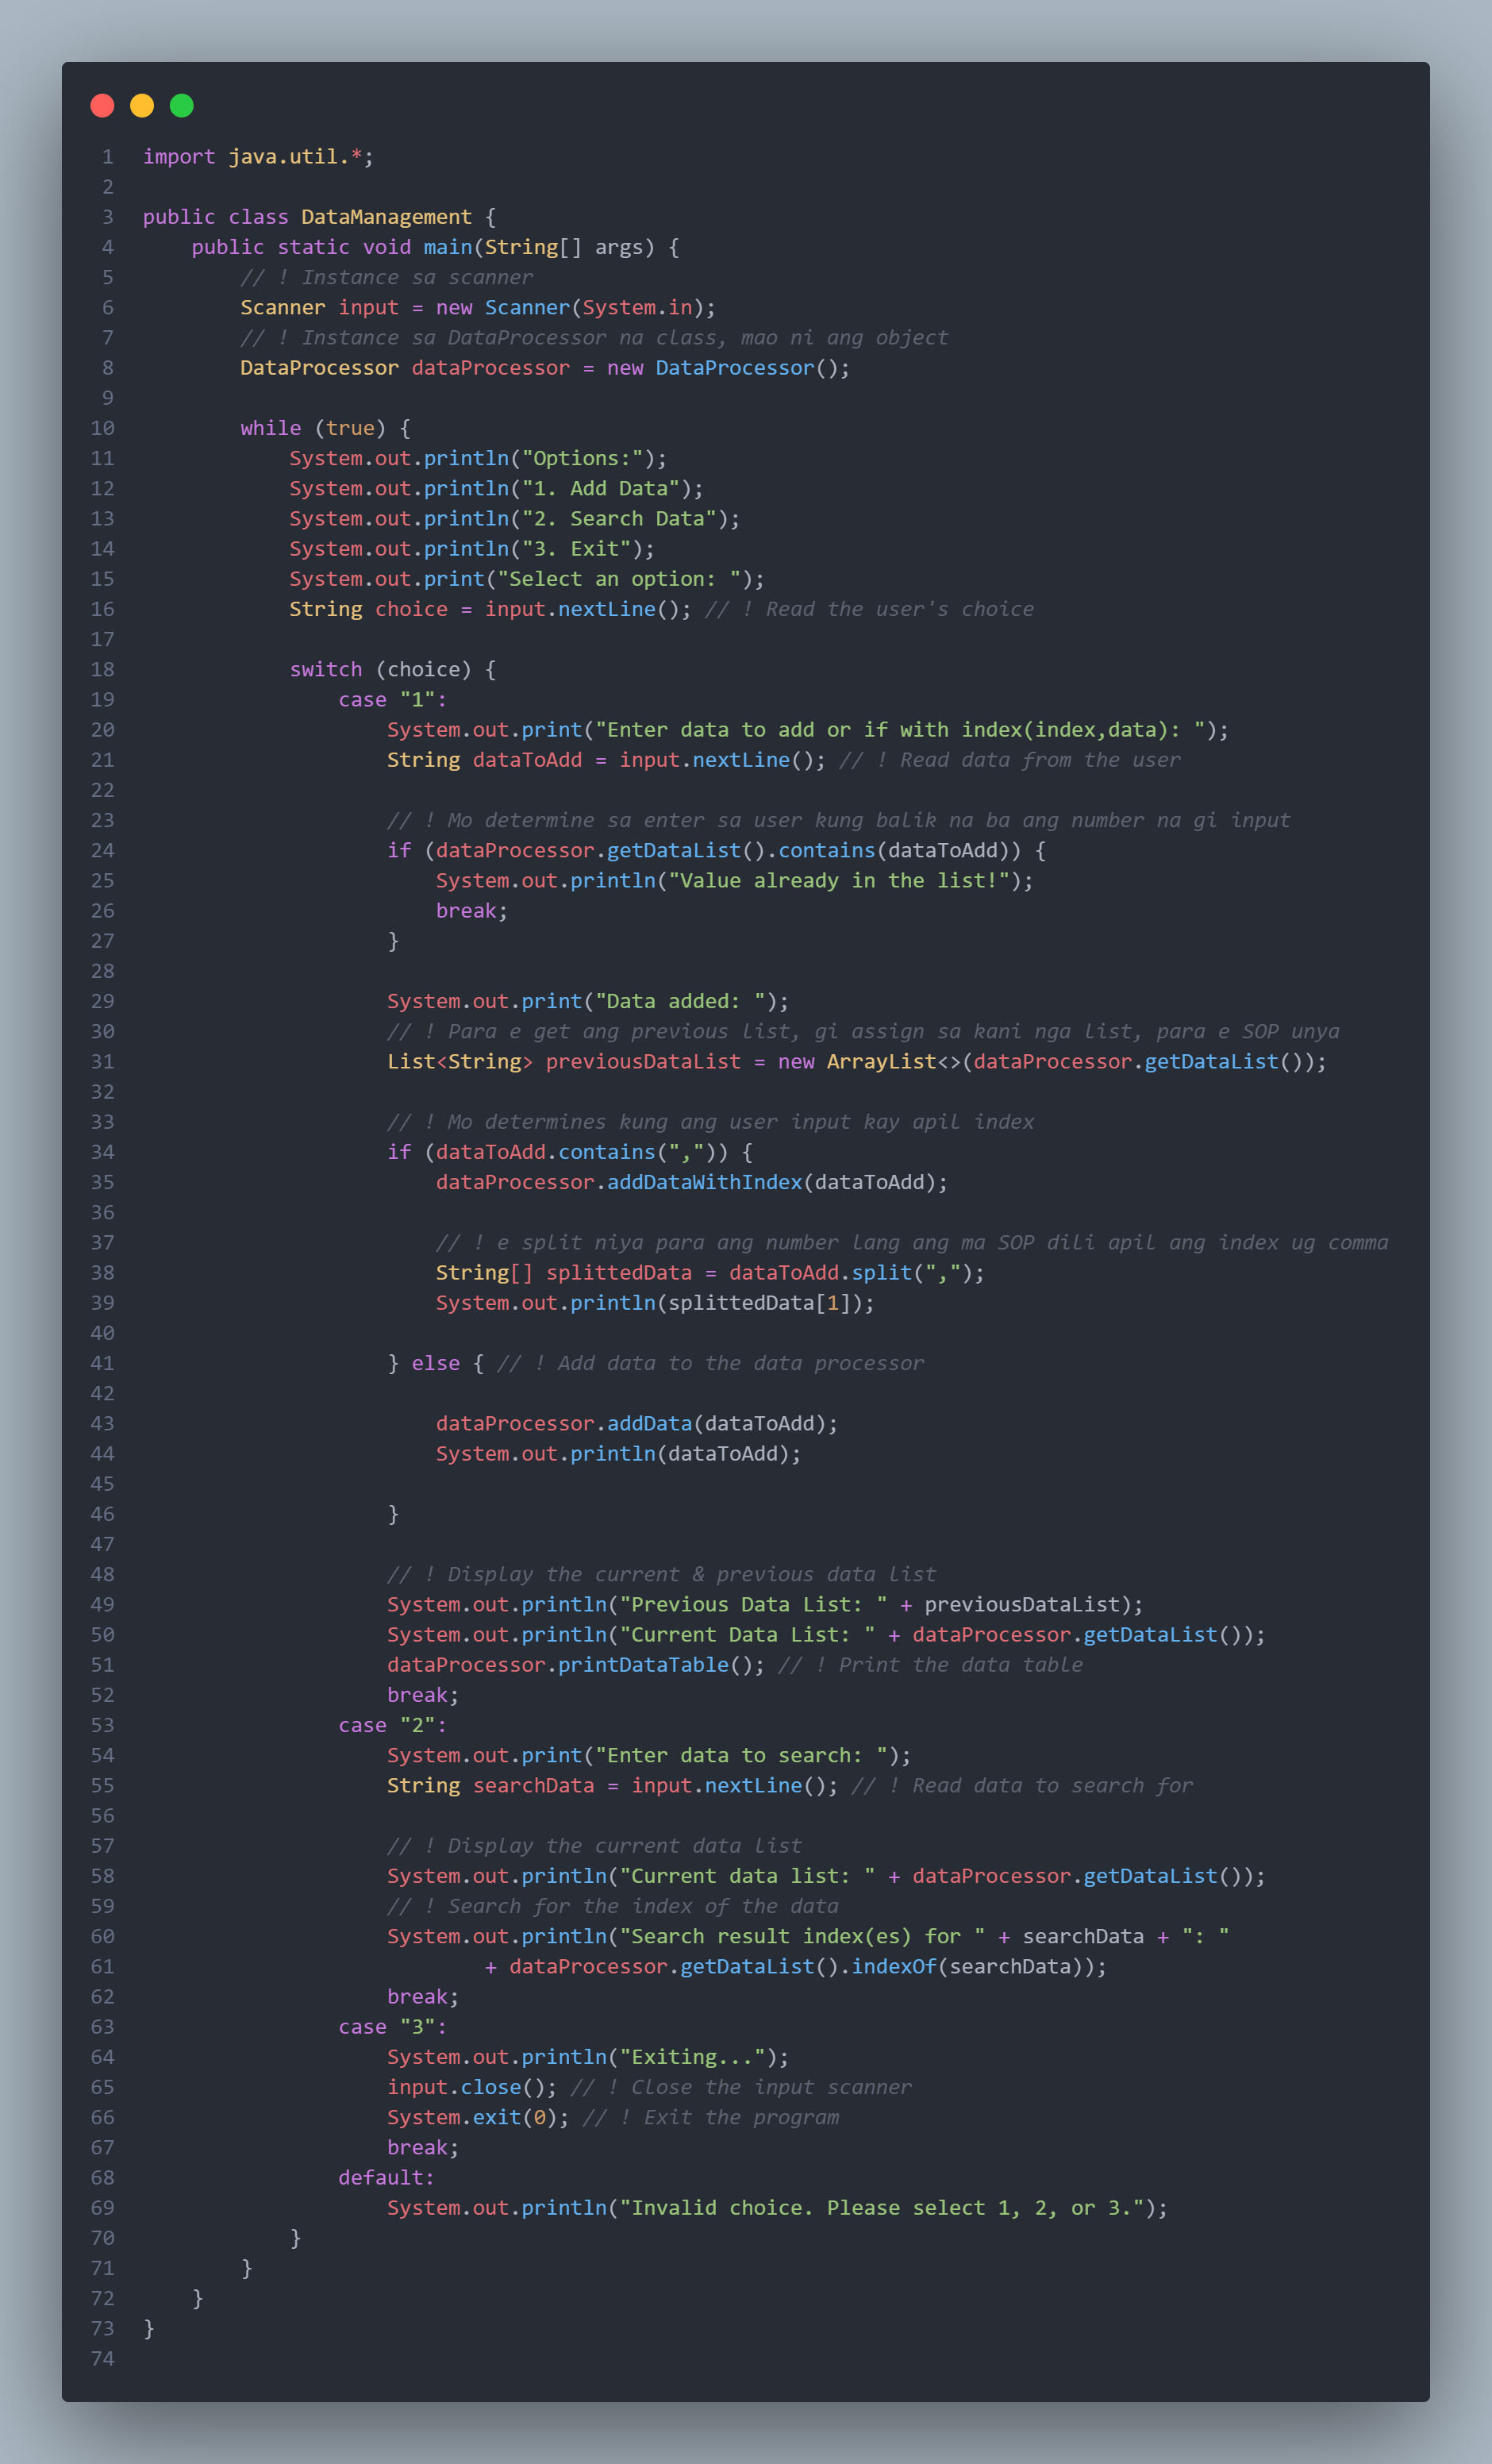 1 import java.util.*;
2
3 public class DataManagement {
4     public static void main(String[] args) {
5         // ! Instance sa scanner
6         Scanner input = new Scanner(System.in);
7         // ! Instance sa DataProcessor na class, mao ni ang object
8         DataProcessor dataProcessor = new DataProcessor();
9
10         while (true) {
11             System.out.println("Options:");
12             System.out.println("1. Add Data");
13             System.out.println("2. Search Data");
14             System.out.println("3. Exit");
15             System.out.print("Select an option: ");
16             String choice = input.nextLine(); // ! Read the user's choice
17
18             switch (choice) {
19                 case "1":
20                     System.out.print("Enter data to add or if with index(index,data): ");
21                     String dataToAdd = input.nextLine(); // ! Read data from the user
22
23                     // ! Mo determine sa enter sa user kung balik na ba ang number na gi input
24                     if (dataProcessor.getDataList().contains(dataToAdd)) {
25                         System.out.println("Value already in the list!");
26                         break;
27                     }
28
29                     System.out.print("Data added: ");
30                     // ! Para e get ang previous list, gi assign sa kani nga list, para e SOP unya
31                     List<String> previousDataList = new ArrayList<>(dataProcessor.getDataList());
32
33                     // ! Mo determines kung ang user input kay apil index
34                     if (dataToAdd.contains(",")) {
35                         dataProcessor.addDataWithIndex(dataToAdd);
36
37                         // ! e split niya para ang number lang ang ma SOP dili apil ang index ug comma
38                         String[] splittedData = dataToAdd.split(",");
39                         System.out.println(splittedData[1]);
40
41                     } else { // ! Add data to the data processor
42
43                         dataProcessor.addData(dataToAdd);
44                         System.out.println(dataToAdd);
45
46                     }
47
48                     // ! Display the current & previous data list
49                     System.out.println("Previous Data List: " + previousDataList);
50                     System.out.println("Current Data List: " + dataProcessor.getDataList());
51                     dataProcessor.printDataTable(); // ! Print the data table
52                     break;
53                 case "2":
54                     System.out.print("Enter data to search: ");
55                     String searchData = input.nextLine(); // ! Read data to search for
56
57                     // ! Display the current data list
58                     System.out.println("Current data list: " + dataProcessor.getDataList());
59                     // ! Search for the index of the data
60                     System.out.println("Search result index(es) for " + searchData + ": "
61                             + dataProcessor.getDataList().indexOf(searchData));
62                     break;
63                 case "3":
64                     System.out.println("Exiting...");
65                     input.close(); // ! Close the input scanner
66                     System.exit(0); // ! Exit the program
67                     break;
68                 default:
69                     System.out.println("Invalid choice. Please select 1, 2, or 3.");
70             }
71         }
72     }
73 }
74